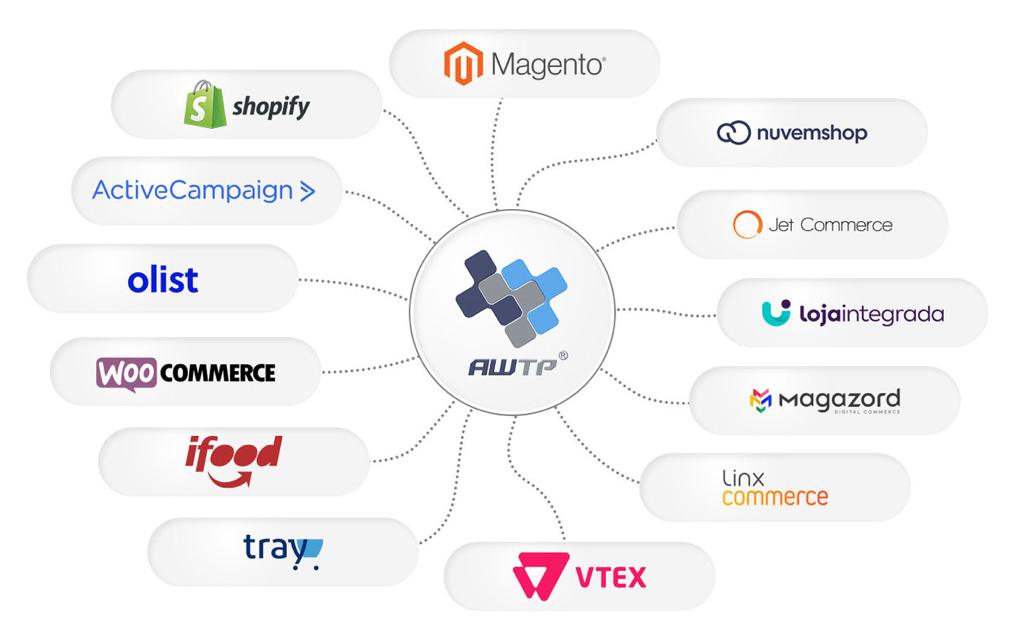 Magento®
S shopify
nuvemshop
ActiveCampaign >
Jet Commerce
olist
lojaintegrada
AWTP®
WOO COMMERCE
magazord
DIGITAL COMMERCE
ifood
Linx
commerce
tray
VTEX